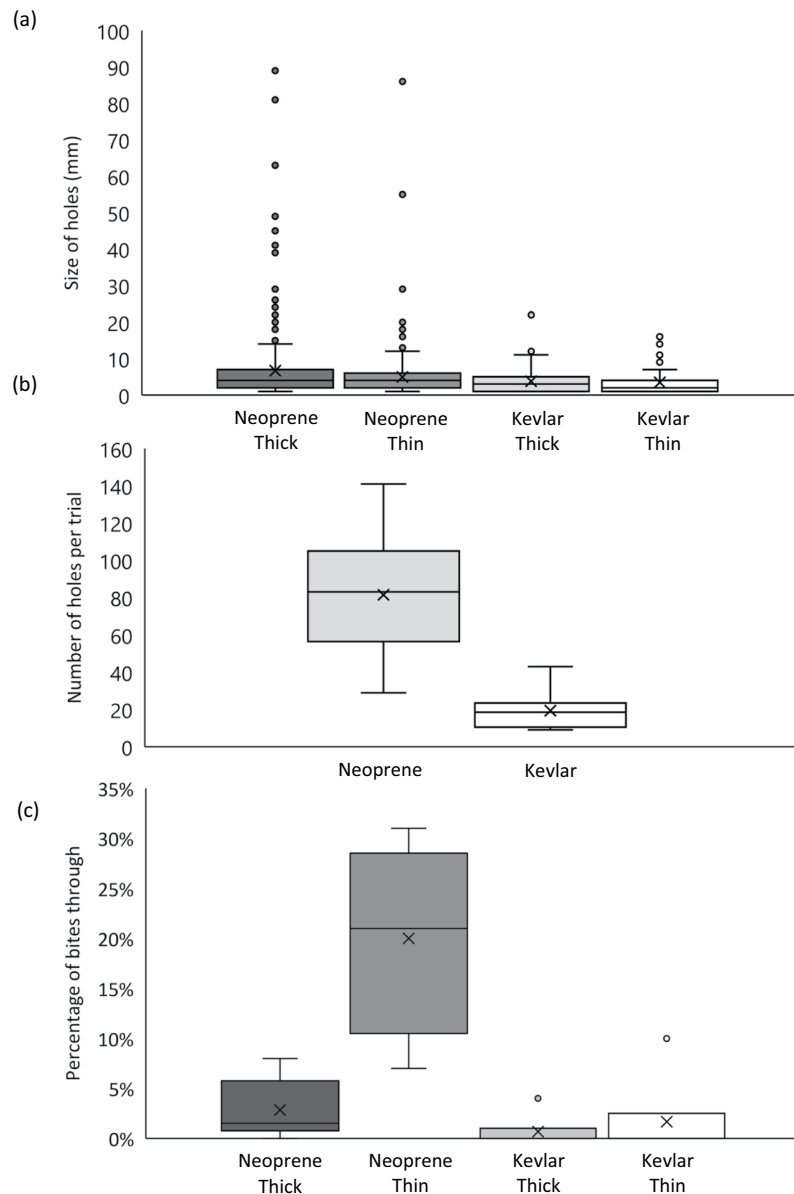 (a)
Size of holes (mm)
100
90
80
70
60
50
40
30
20
10
0
Neoprene Thick
Neoprene Thin
Kevlar Thick
Kevlar Thin
(b)
Number of holes per trial
160
140
120
100
80
60
40
20
0
Neoprene
Kevlar
(c)
Percentage of bites through
35%
30%
25%
20%
15%
10%
5%
0%
Neoprene Thick
Neoprene Thin
Kevlar Thick
Kevlar Thin